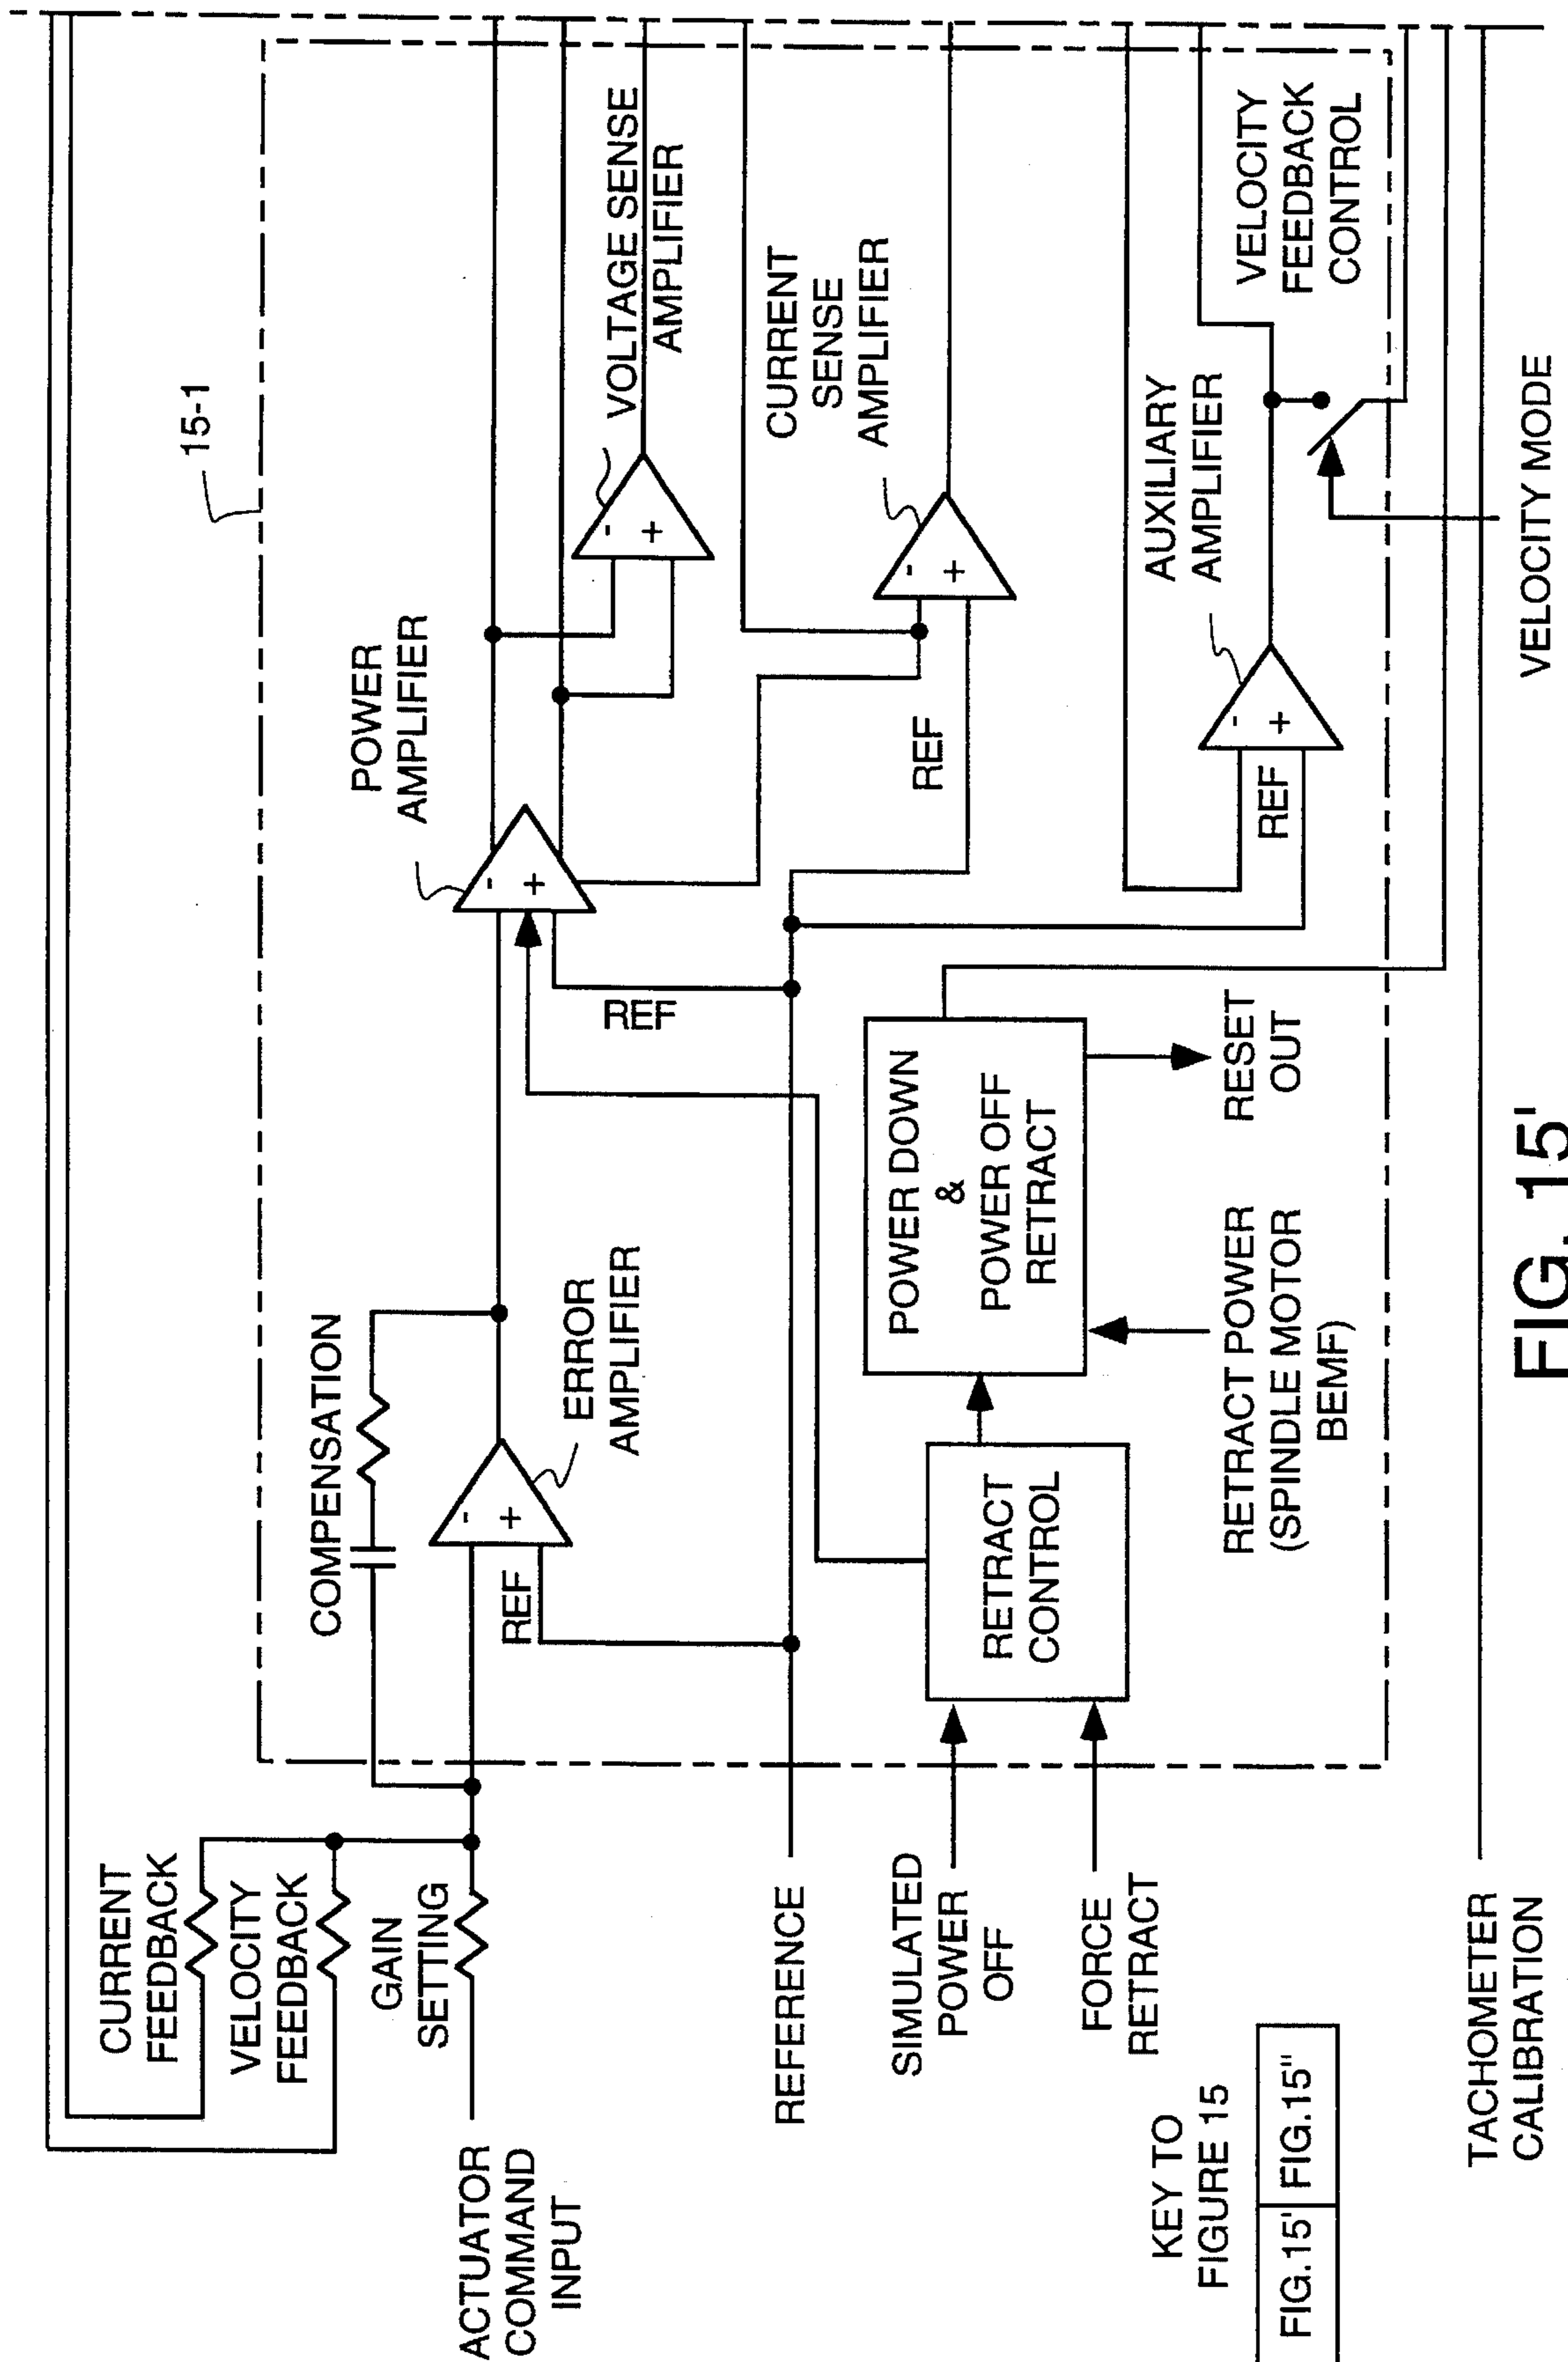 15-1
CURRENT
FEEDBACK
VELOCITY
FEEDBACK
GAIN
SETTING
ACTUATOR
COMMAND
INPUT
COMPENSATION
-
+
REF
ERROR
AMPLIFIER
POWER
AMPLIFIER
-
+
REF
VOLTAGE SENSE
AMPLIFIER
-
+
CURRENT
SENSE
AMPLIFIER
-
+
REF
REFERENCE
SIMULATED
POWER
OFF
FORCE
RETRACT
RETRACT
CONTROL
POWER DOWN
&
POWER OFF
RETRACT
RETRACT POWER
(SPINDLE MOTOR
BEMF)
RESET
OUT
AUXILIARY
AMPLIFIER
-
+
REF
VELOCITY
FEEDBACK
CONTROL
VELOCITY MODE
TACHOMETER
CALIBRATION
KEY TO
FIGURE 15
FIG.15' FIG.15"
FIG. 15'